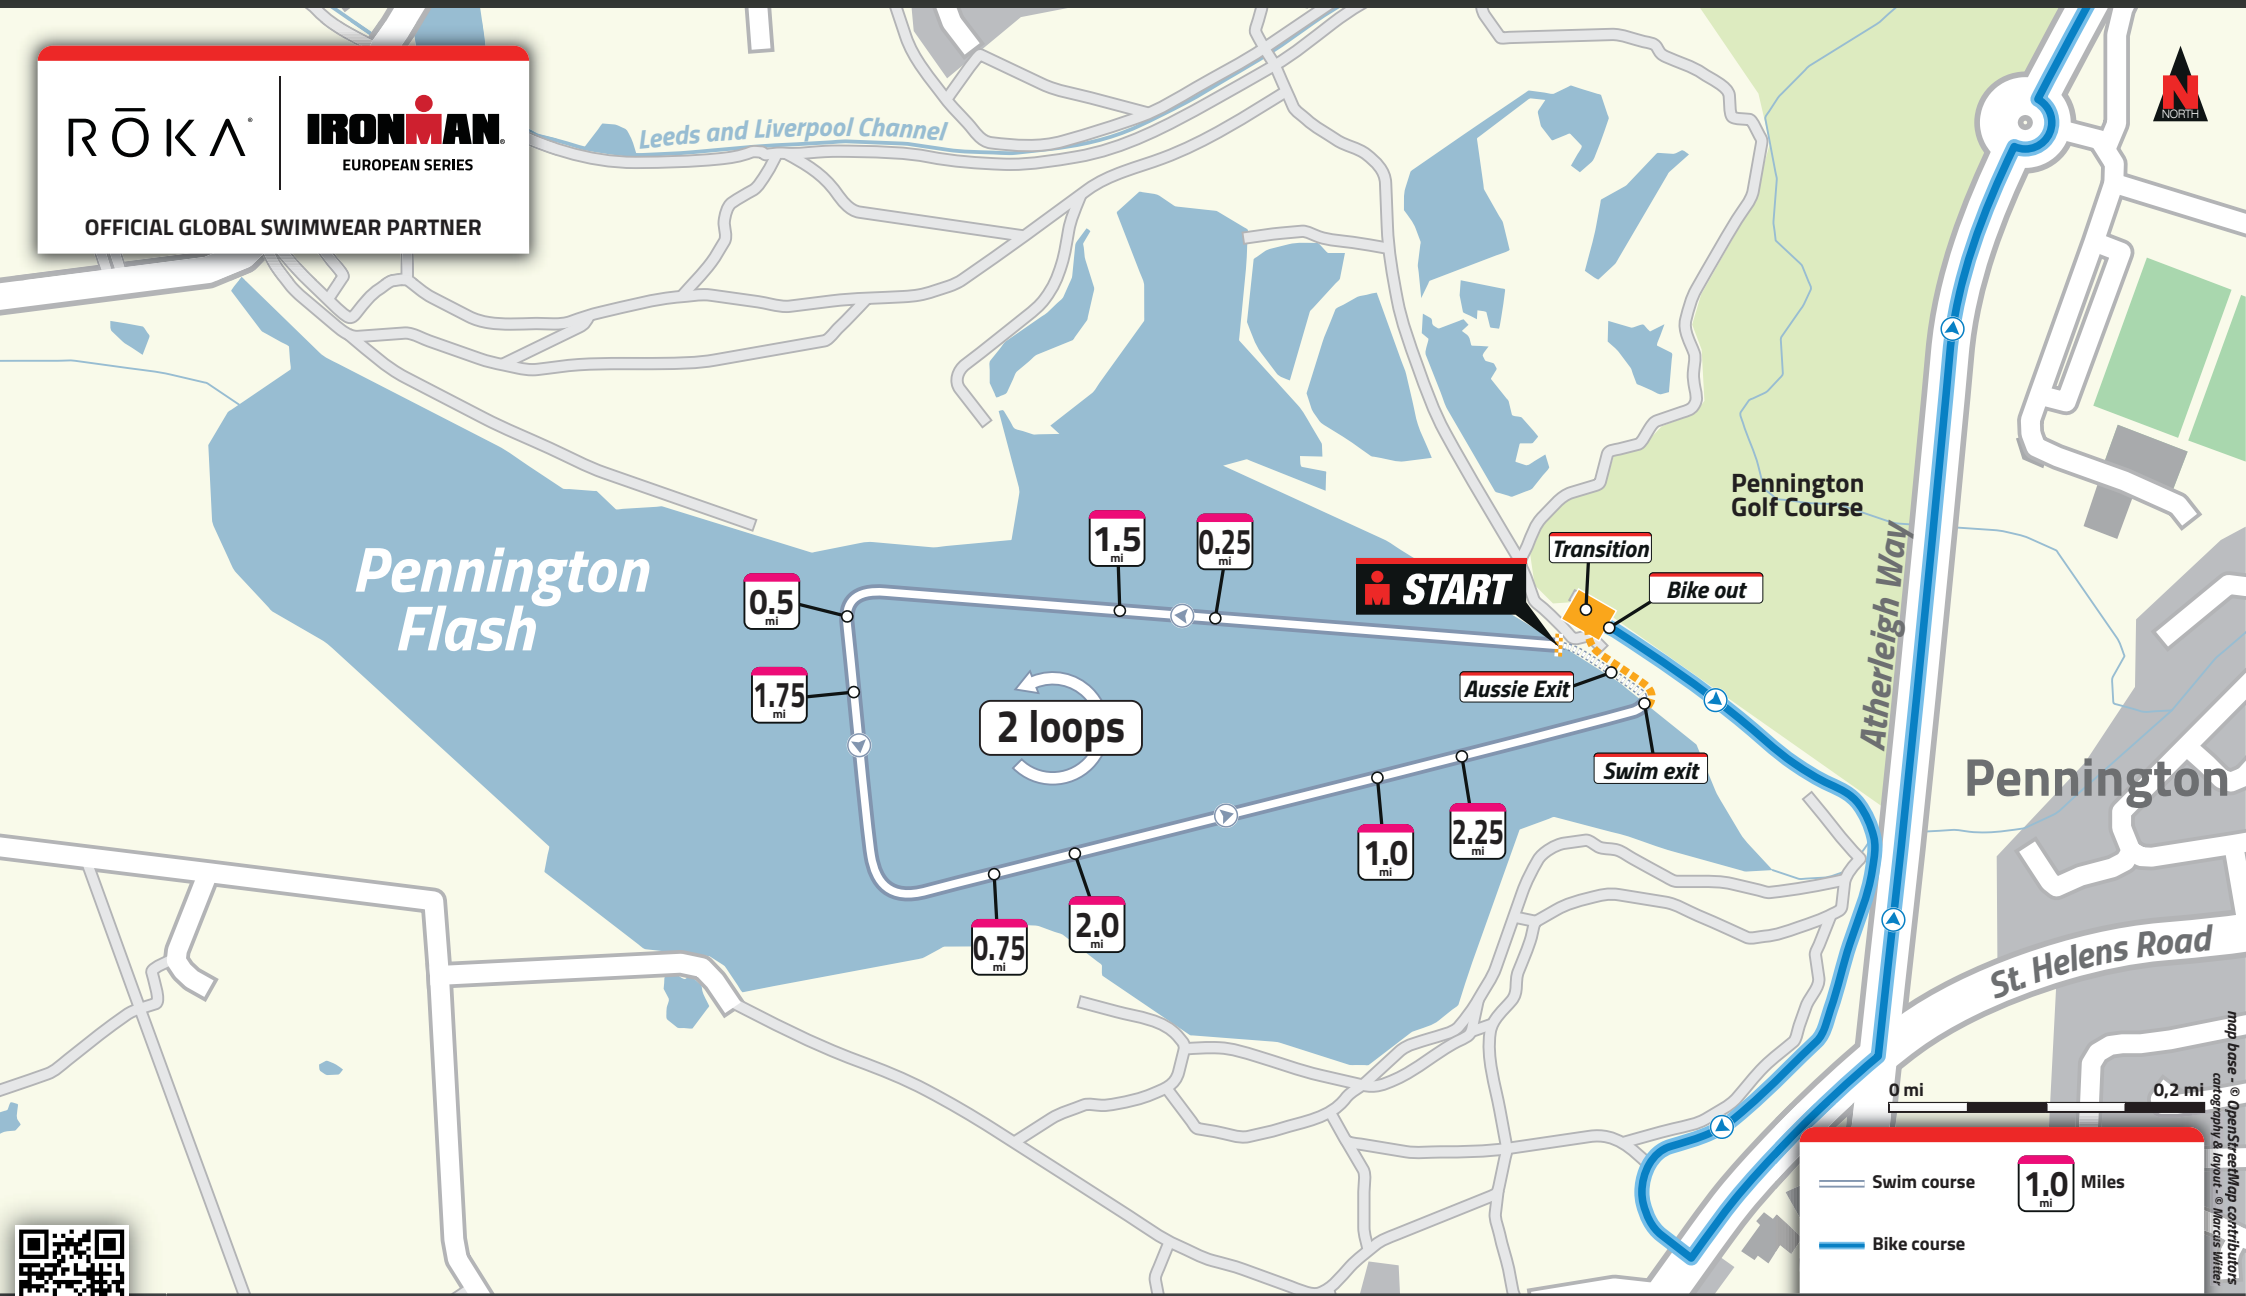 RŌKA®
IRONMAN®
EUROPEAN SERIES
OFFICIAL GLOBAL SWIMWEAR PARTNER
Leeds and Liverpool Channel
N
NORTH
Pennington
Golf Course
Atherleigh Way
Pennington
Flash
1.5
mi
0.25
mi
0.5
mi
1.75
mi
START
Transition
Bike out
Aussie Exit
Swim exit
2 loops
1.0
mi
2.25
mi
0.75
mi
2.0
mi
Pennington
St. Helens Road
0 mi
0,2 mi
Swim course
1.0
mi
Miles
Bike course
map base - © OpenStreetMap contributors
cartography & layout - © Marcus Witter